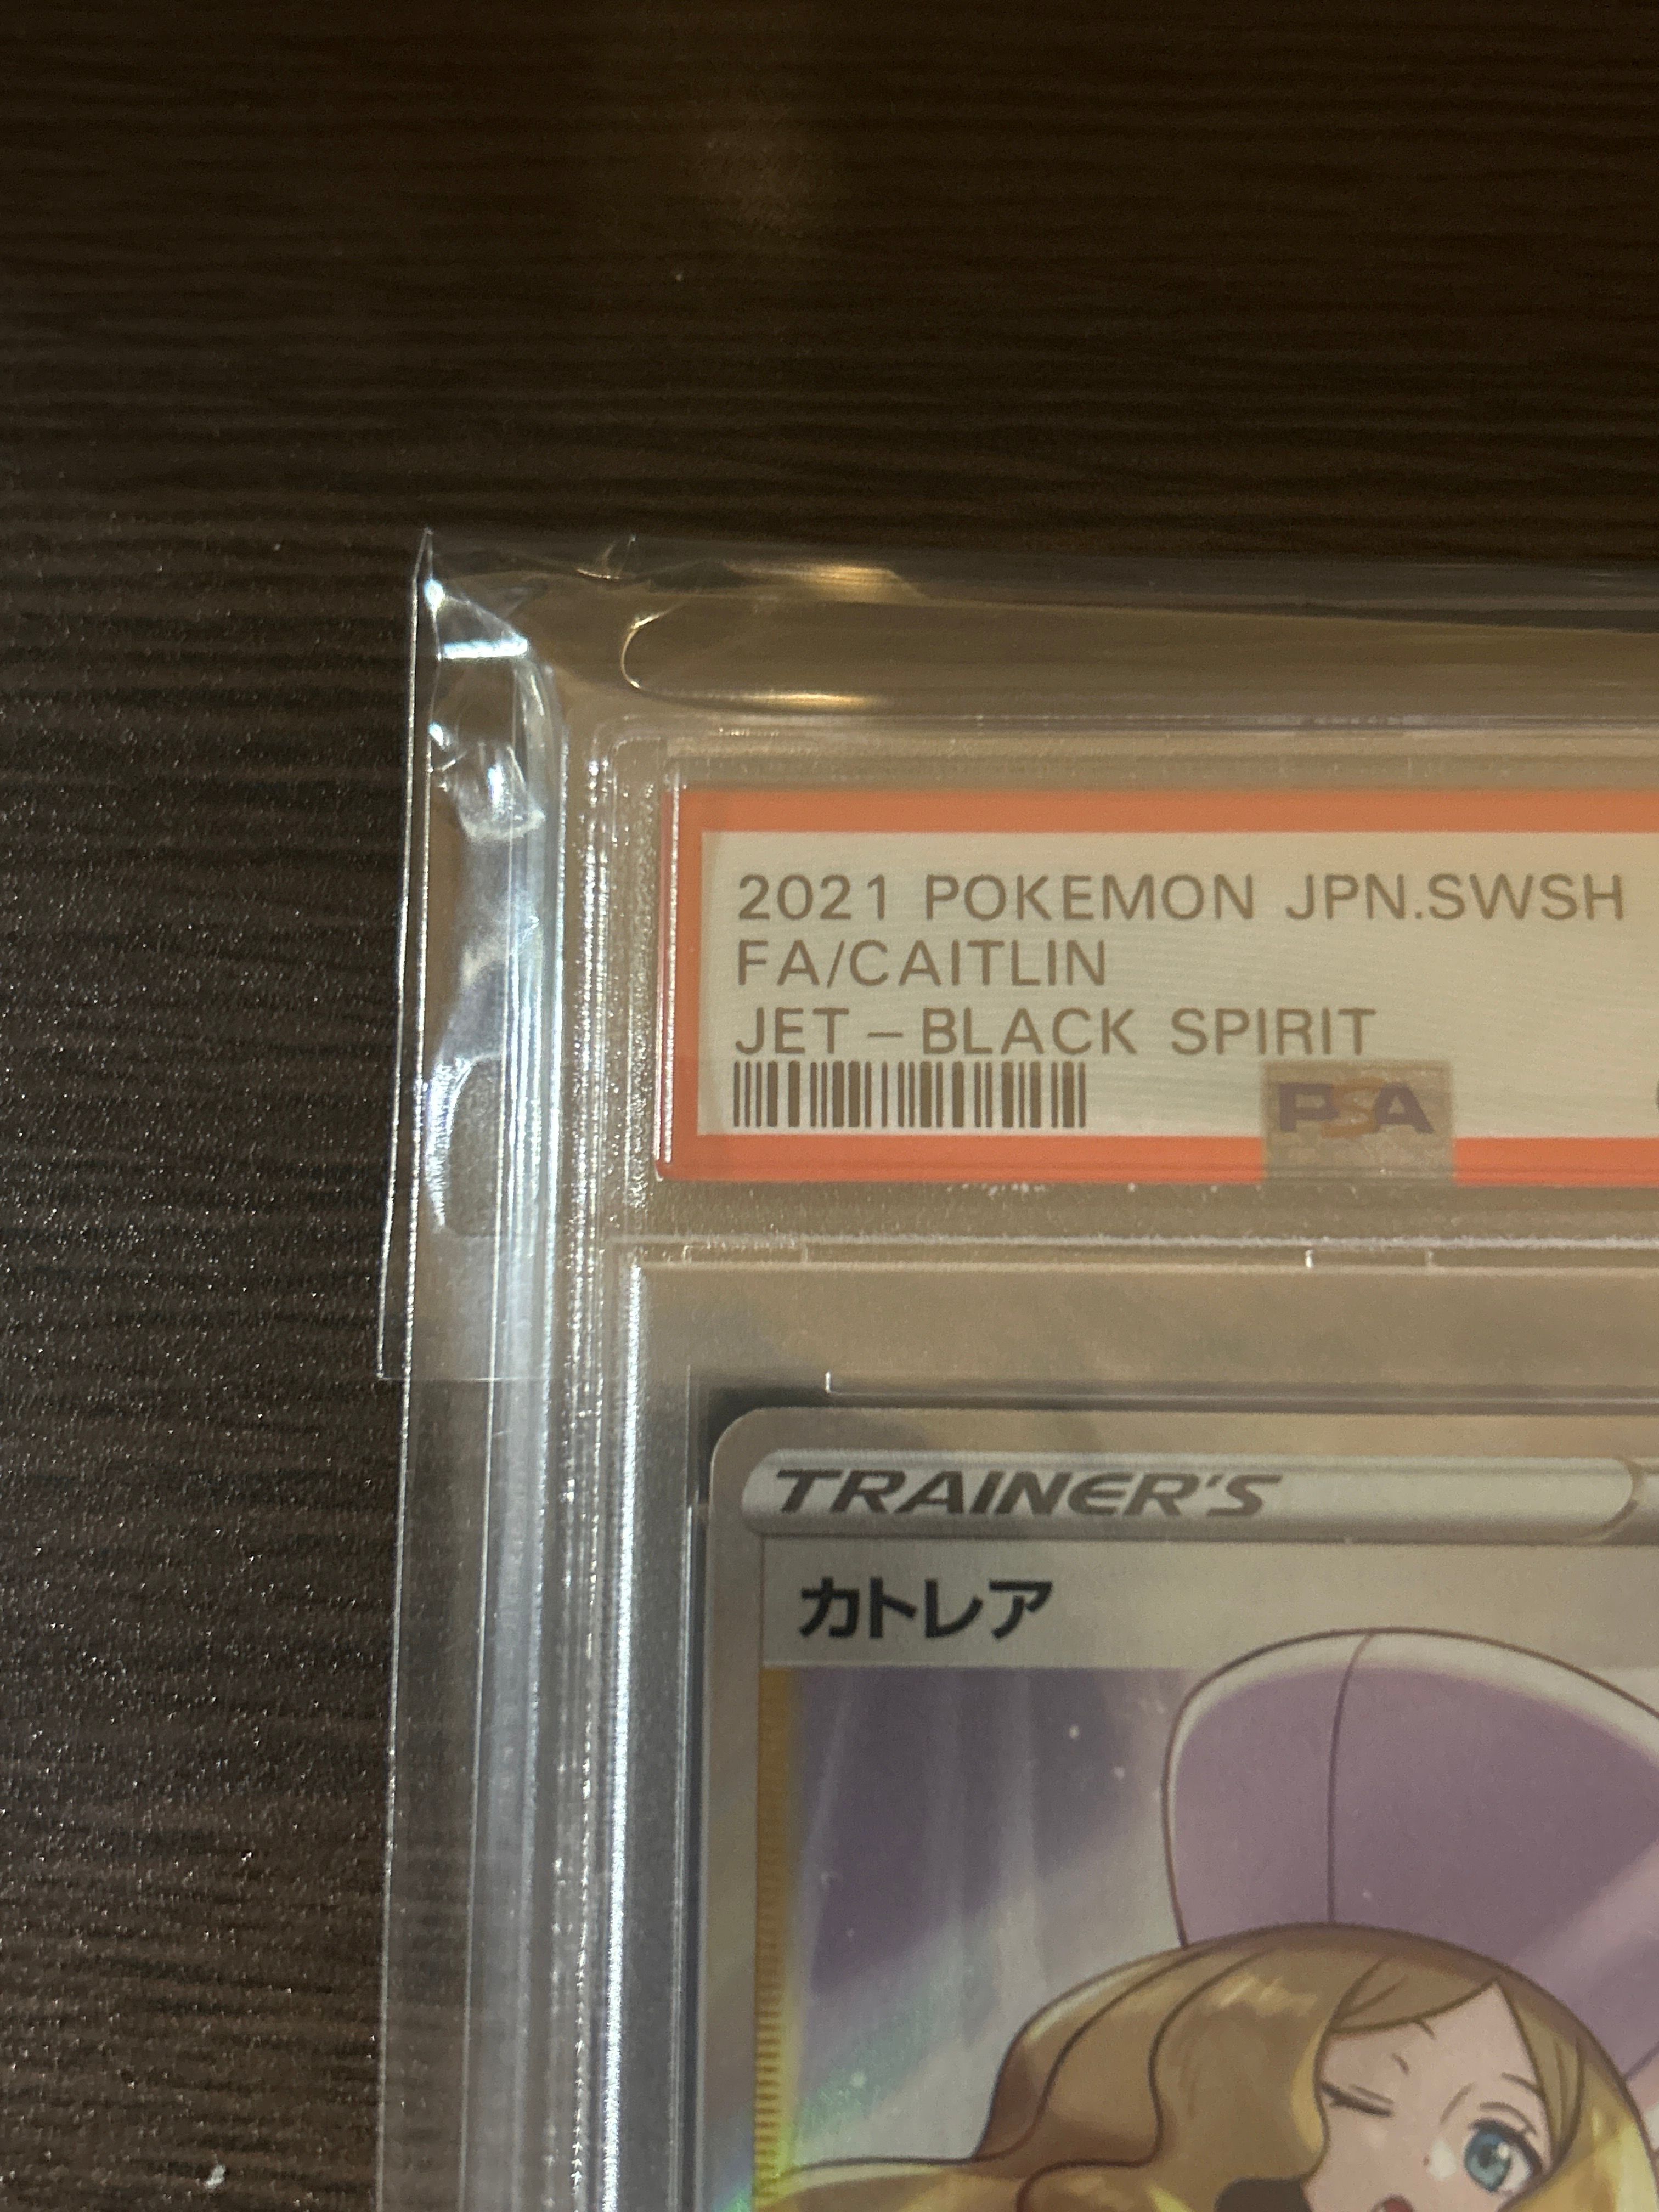 2021 POKEMON JPN.SWSH
FA/CAITLIN
JET-BLACK SPIRIT
PSA
TRAINER'S
カトレア